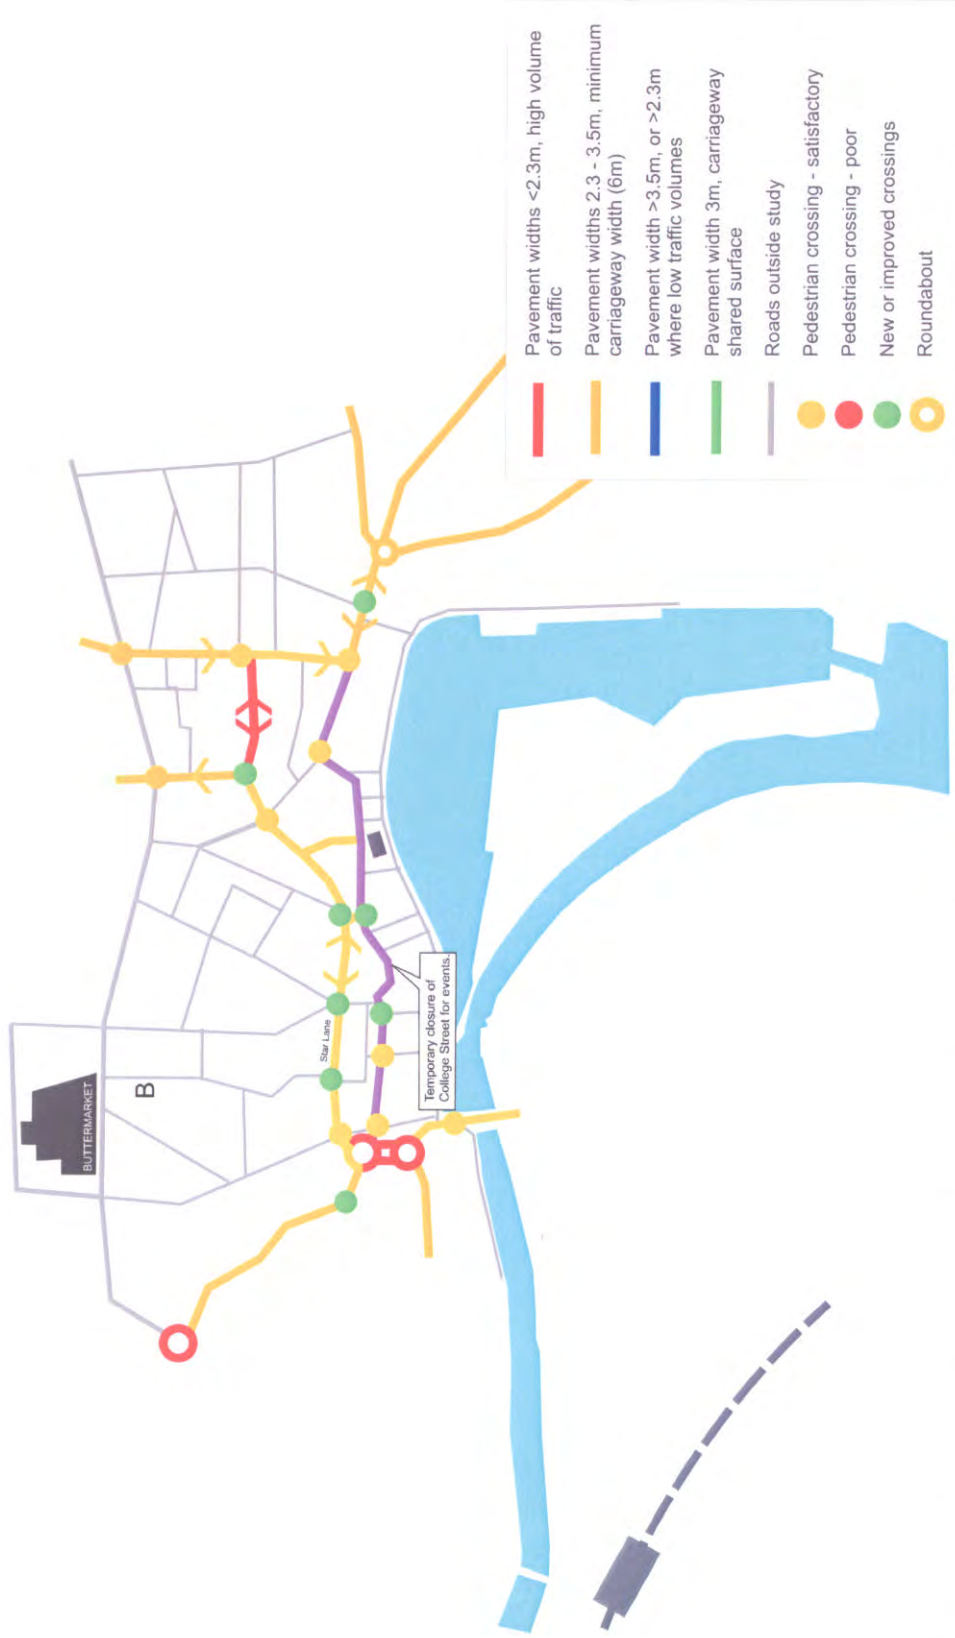 BUTTERMARKET
B
Star Lane
Temporary closure of
College Street for events.
Pavement widths <2.3m, high volume
of traffic
Pavement widths 2.3 - 3.5m, minimum
carriageway width (6m)
Pavement width >3.5m, or >2.3m
where low traffic volumes
Pavement width 3m, carriageway
shared surface
Roads outside study
Pedestrian crossing - satisfactory
Pedestrian crossing - poor
New or improved crossings
Roundabout